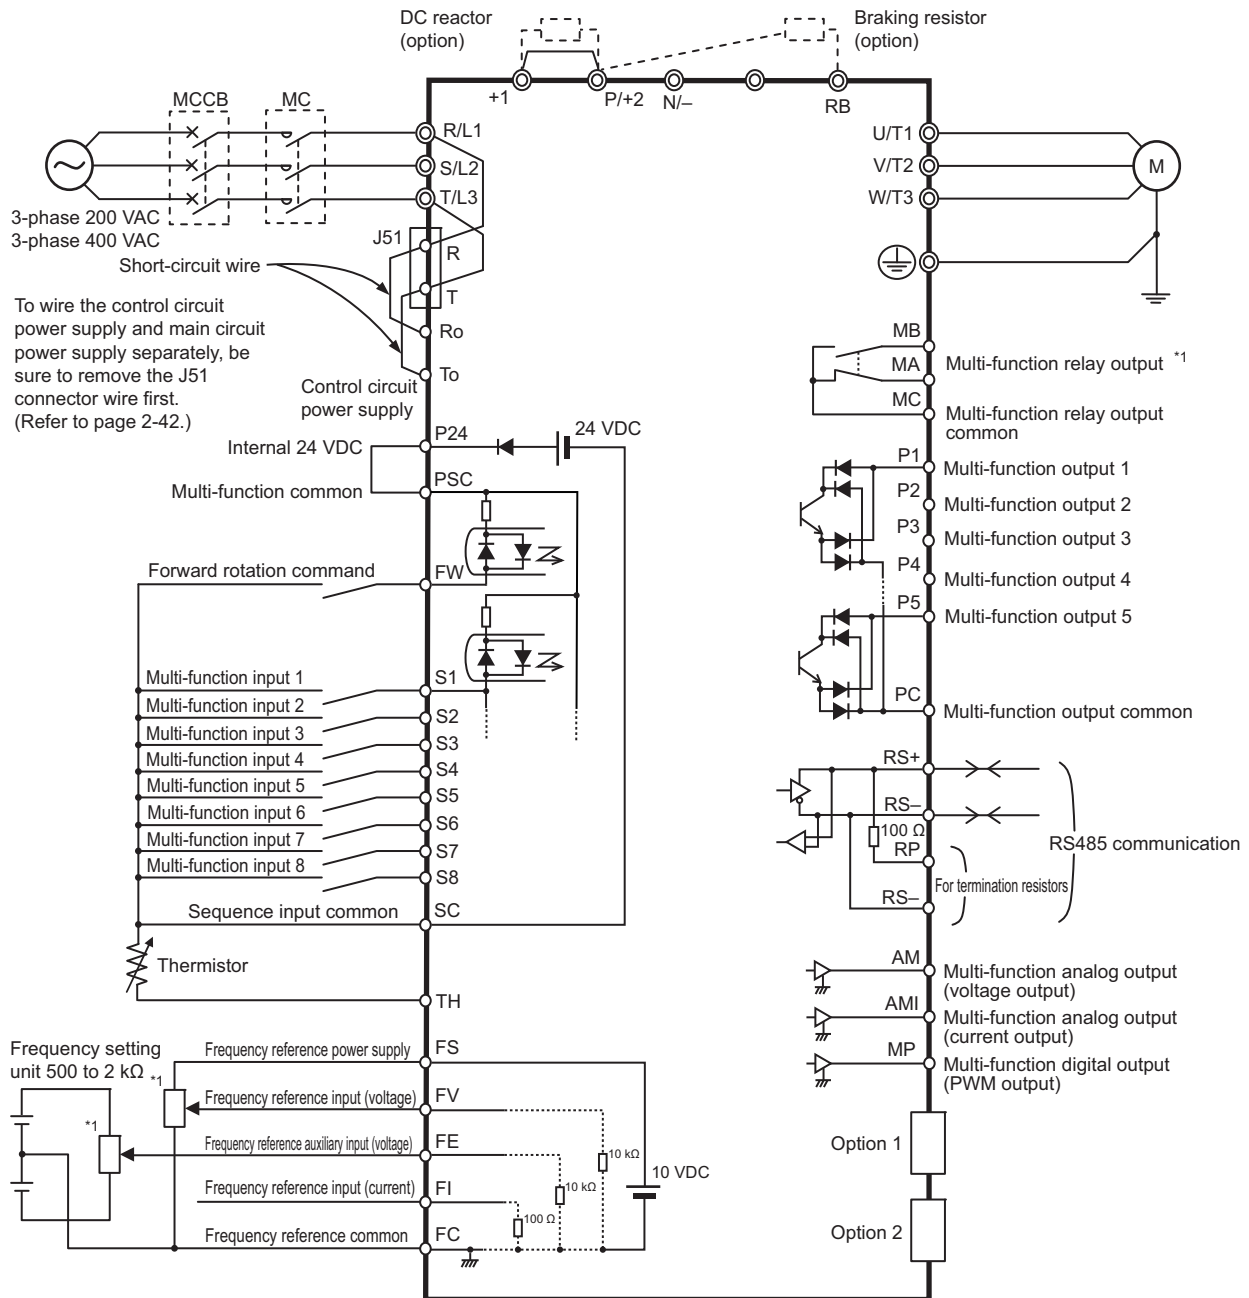 DC reactor
(option)
Braking resistor
(option)
+1
P/+2
N/–
RB
MCCB
MC
R/L1
S/L2
T/L3
3-phase 200 VAC
3-phase 400 VAC
J51
R
T
Short-circuit wire
Ro
To
To wire the control circuit
power supply and main circuit
power supply separately, be
sure to remove the J51
connector wire first.
(Refer to page 2-42.)
Control circuit
power supply
Internal 24 VDC
P24
24 VDC
Multi-function common
PSC
Forward rotation command
FW
Multi-function input 1
S1
Multi-function input 2
S2
Multi-function input 3
S3
Multi-function input 4
S4
Multi-function input 5
S5
Multi-function input 6
S6
Multi-function input 7
S7
Multi-function input 8
S8
Sequence input common
SC
Thermistor
TH
Frequency setting
unit 500 to 2 kΩ
*1
*1
Frequency reference power supply
FS
Frequency reference input (voltage)
FV
Frequency reference auxiliary input (voltage)
FE
Frequency reference input (current)
FI
Frequency reference common
FC
10 kΩ
10 kΩ
100 Ω
10 VDC
U/T1
V/T2
W/T3
M
MB
MA
Multi-function relay output *1
MC
Multi-function relay output
common
P1
Multi-function output 1
P2
Multi-function output 2
P3
Multi-function output 3
P4
Multi-function output 4
P5
Multi-function output 5
PC
Multi-function output common
RS+
RS–
100 Ω
RP
RS–
For termination resistors
RS485 communication
AM
Multi-function analog output
(voltage output)
AMI
Multi-function analog output
(current output)
MP
Multi-function digital output
(PWM output)
Option 1
Option 2